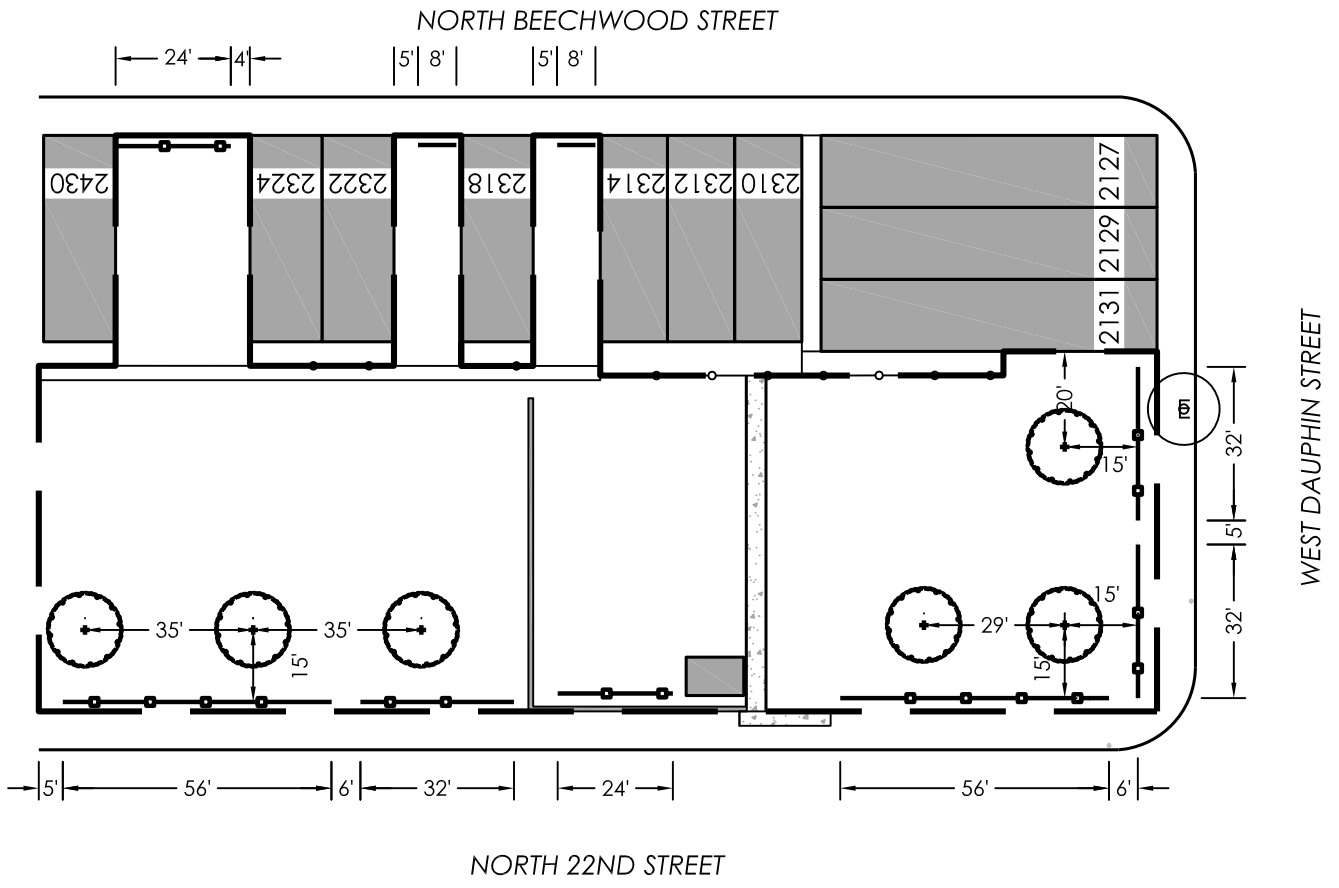 NORTH BEECHWOOD STREET
24' 4' 5' 8' 5' 8'
2430 2324 2322 2318 2314 2312 2310
2127
2129
2131
WEST DAUPHIN STREET
20'
15'
32'
5'
32'
35' 35' 15'
29' 15' 15'
5' 56' 6' 32' 24' 56' 6'
NORTH 22ND STREET